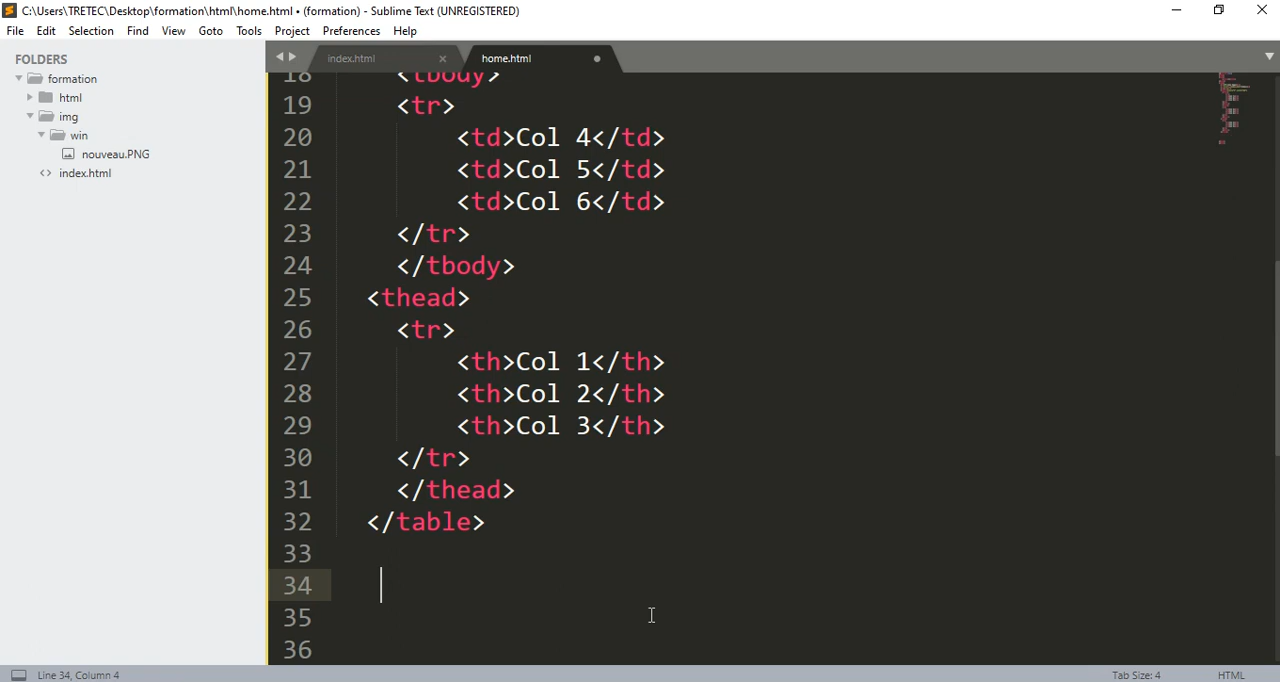 C:\Users\TRETEC\Desktop\formation\html\home.html • (formation) - Sublime Text (UNREGISTERED)
File Edit Selection Find View Goto Tools Project Preferences Help
FOLDERS
formation
html
img
win
nouveau.PNG
index.html
index.html home.html
18 <tbody>
19 <tr>
20 <td>Col 4</td>
21 <td>Col 5</td>
22 <td>Col 6</td>
23 </tr>
24 </tbody>
25 <thead>
26 <tr>
27 <th>Col 1</th>
28 <th>Col 2</th>
29 <th>Col 3</th>
30 </tr>
31 </thead>
32 </table>
33
34
35
36
Line 34, Column 4 Tab Size: 4 HTML